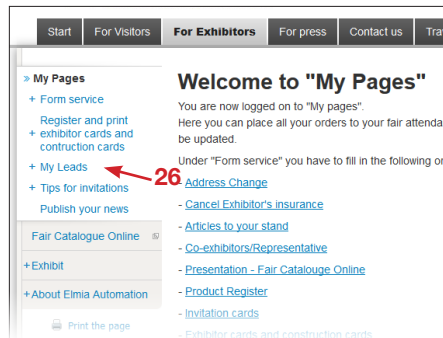 Start For Visitors For Exhibitors For press Contact us
» My Pages
+ Form service
Register and print
+ exhibitor cards and
contruction cards
+ My Leads
+ Tips for invitations
Publish your news
Fair Catalogue Online
+Exhibit
+About Elmia Automation
Print the page
26
Welcome to "My Pages"
You are now logged on to "My pages".
Here you can place all your orders to your fair attenda
be updated.
Under "Form service" you have to fill in the following or
- Address Change
- Cancel Exhibitor's insurance
- Articles to your stand
- Co-exhibitors/Representative
- Presentation - Fair Catalouge Online
- Product Register
- Invitation cards
- Exhibitor cards and construction cards